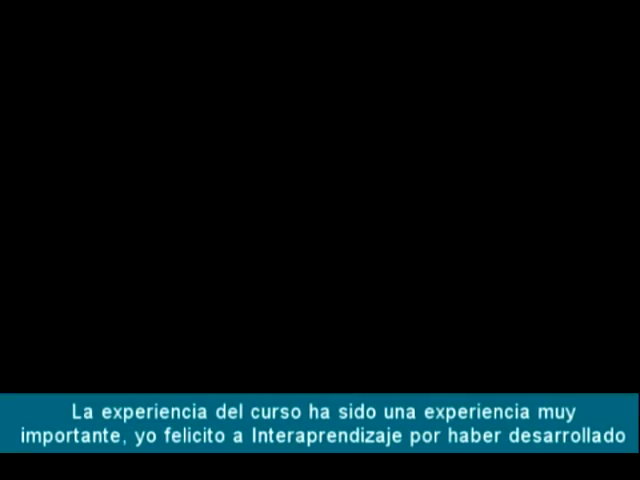 La experiencia del curso ha sido una experiencia muy
importante, yo felicito a Interaprendizaje por haber desarrollado